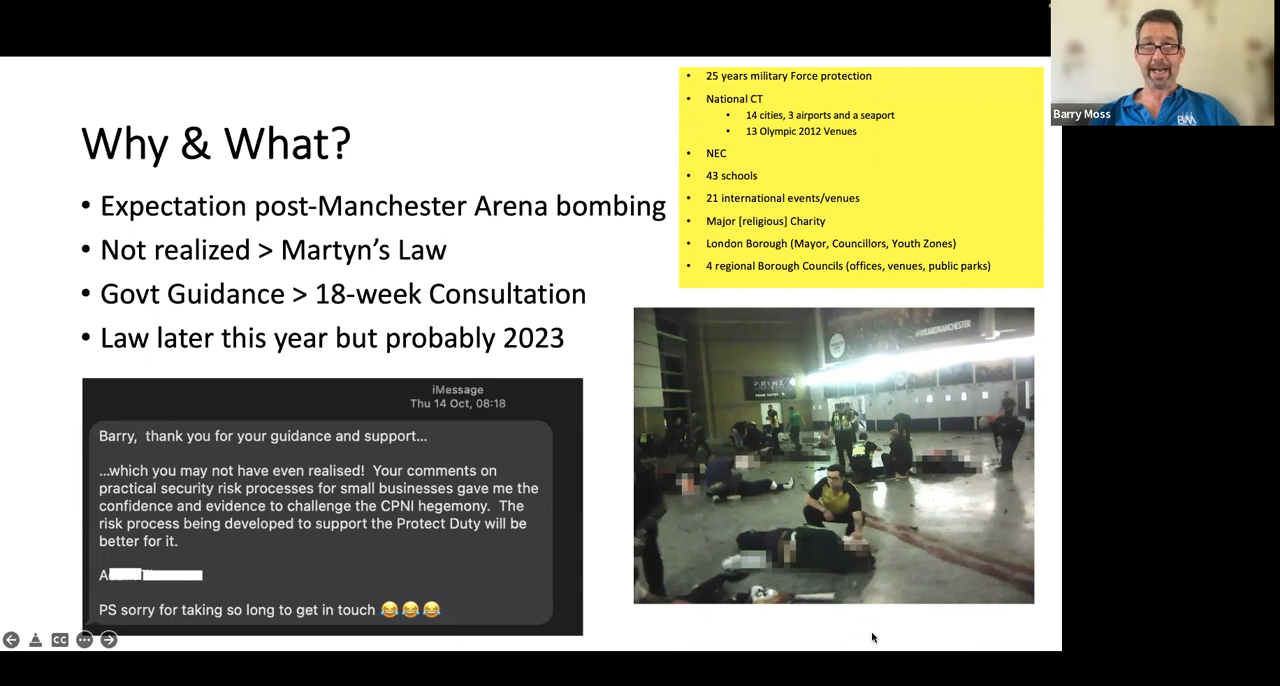 Why & What?
• Expectation post-Manchester Arena bombing
• Not realized > Martyn's Law
• Govt Guidance > 18-week Consultation
• Law later this year but probably 2023
• 25 years military Force protection
• National CT
• 14 cities, 3 airports and a seaport
• 13 Olympic 2012 Venues
• NEC
• 43 schools
• 21 international events/venues
• Major [religious] Charity
• London Borough (Mayor, Councillors, Youth Zones)
• 4 regional Borough Councils (offices, venues, public parks)
Barry Moss
BM
iMessage
Thu 14 Oct, 08:18
Barry, thank you for your guidance and support...
...which you may not have even realised! Your comments on
practical security risk processes for small businesses gave me the
confidence and evidence to challenge the CPNI hegemony. The
risk process being developed to support the Protect Duty will be
better for it.
A
PS sorry for taking so long to get in touch 😂😂😂
#WEAREMANCHESTER
CC